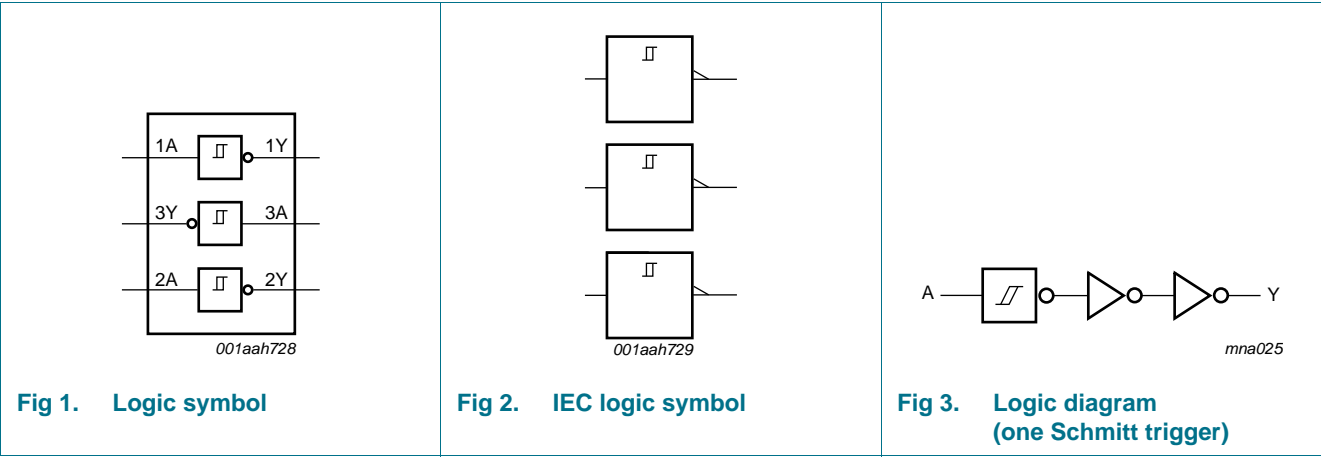 1A 1Y
3Y 3A
2A 2Y
001aah728
Fig 1. Logic symbol
001aah729
Fig 2. IEC logic symbol
A Y
mna025
Fig 3. Logic diagram
(one Schmitt trigger)